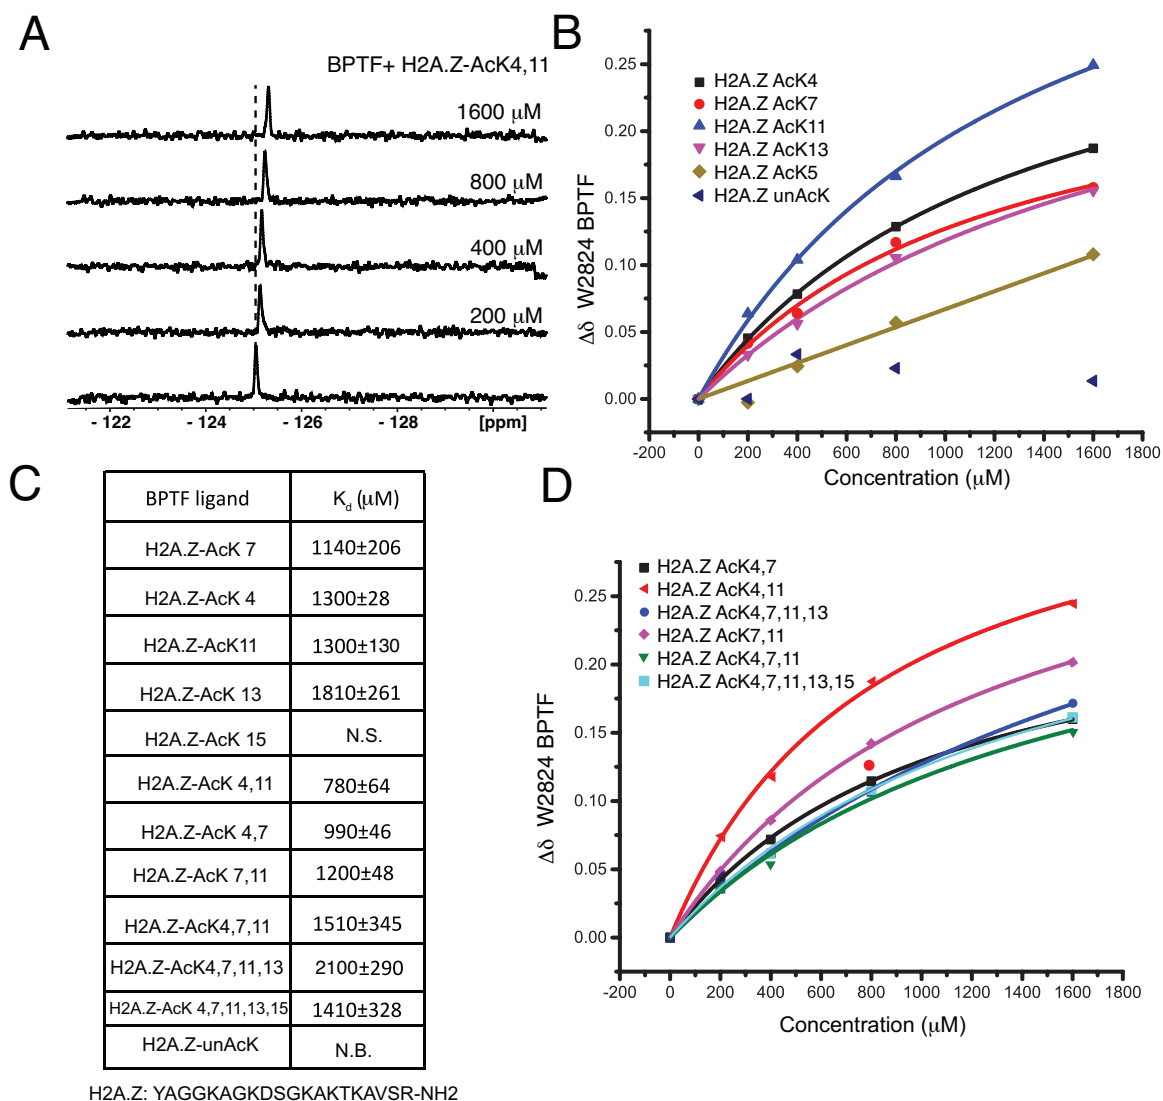 A
BPTF+ H2A.Z-AcK4,11
1600 μM
800 μM
400 μM
200 μM
- 122
- 124
- 126
- 128
[ppm]
B
Δδ W2824 BPTF
0.25
0.20
0.15
0.10
0.05
0.00
H2A.Z AcK4
H2A.Z AcK7
H2A.Z AcK11
H2A.Z AcK13
H2A.Z AcK5
H2A.Z unAcK
-200 0 200 400 600 800 1000 1200 1400 1600 1800
Concentration (μM)
C
BPTF ligand Kd (μM)
H2A.Z-AcK 7 1140±206
H2A.Z-AcK 4 1300±28
H2A.Z-AcK11 1300±130
H2A.Z-AcK 13 1810±261
H2A.Z-AcK 15 N.S.
H2A.Z-AcK 4,11 780±64
H2A.Z-AcK 4,7 990±46
H2A.Z-AcK 7,11 1200±48
H2A.Z-AcK4,7,11 1510±345
H2A.Z-AcK4,7,11,13 2100±290
H2A.Z-AcK 4,7,11,13,15 1410±328
H2A.Z-unAcK N.B.
H2A.Z: YAGGKAGKDSGKAKTKAVSR-NH2
D
Δδ W2824 BPTF
0.25
0.20
0.15
0.10
0.05
0.00
H2A.Z AcK4,7
H2A.Z AcK4,11
H2A.Z AcK4,7,11,13
H2A.Z AcK7,11
H2A.Z AcK4,7,11
H2A.Z AcK4,7,11,13,15
-200 0 200 400 600 800 1000 1200 1400 1600 1800
Concentration (μM)